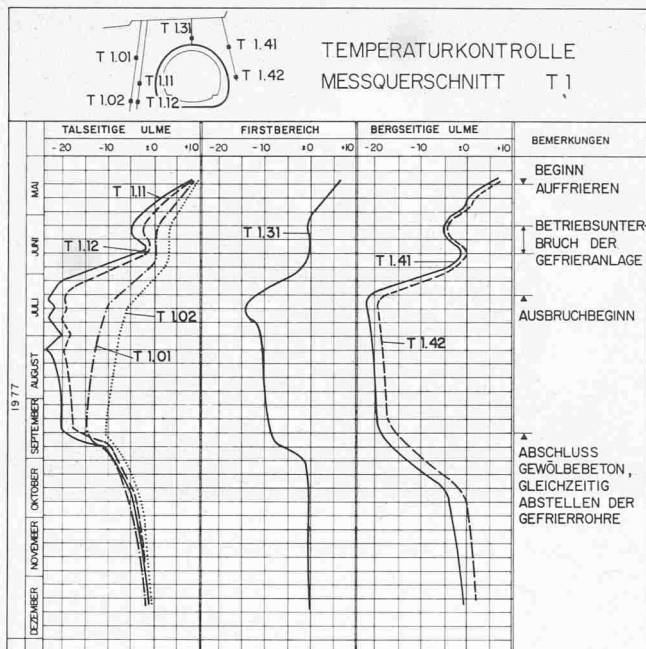 T 1.31
T 1.41
T 1.01
T 1.42
T 1.11
T 1.02
T 1.12
TEMPERATURKONTROLLE
MESSQUERSCHNITT T 1
TALSEITIGE ULME
FIRSTBEREICH
BERGSEITIGE ULME
BEMERKUNGEN
-20 -10 ±0 +10
-20 -10 ±0 +10
-20 -10 ±0 +10
1977
MAI
JUNI
JULI
AUGUST
SEPTEMBER
OKTOBER
NOVEMBER
DEZEMBER
T 1.11
T 1.12
T 1.02
T 1.01
T 1.31
T 1.41
T 1.42
BEGINN
AUFFRIEREN
BETRIEBSUNTER-
BRUCH DER
GEFRIERANLAGE
AUSBRUCHBEGINN
ABSCHLUSS
GEWÖLBEBETON,
GLEICHZEITIG
ABSTELLEN DER
GEFRIERROHRE